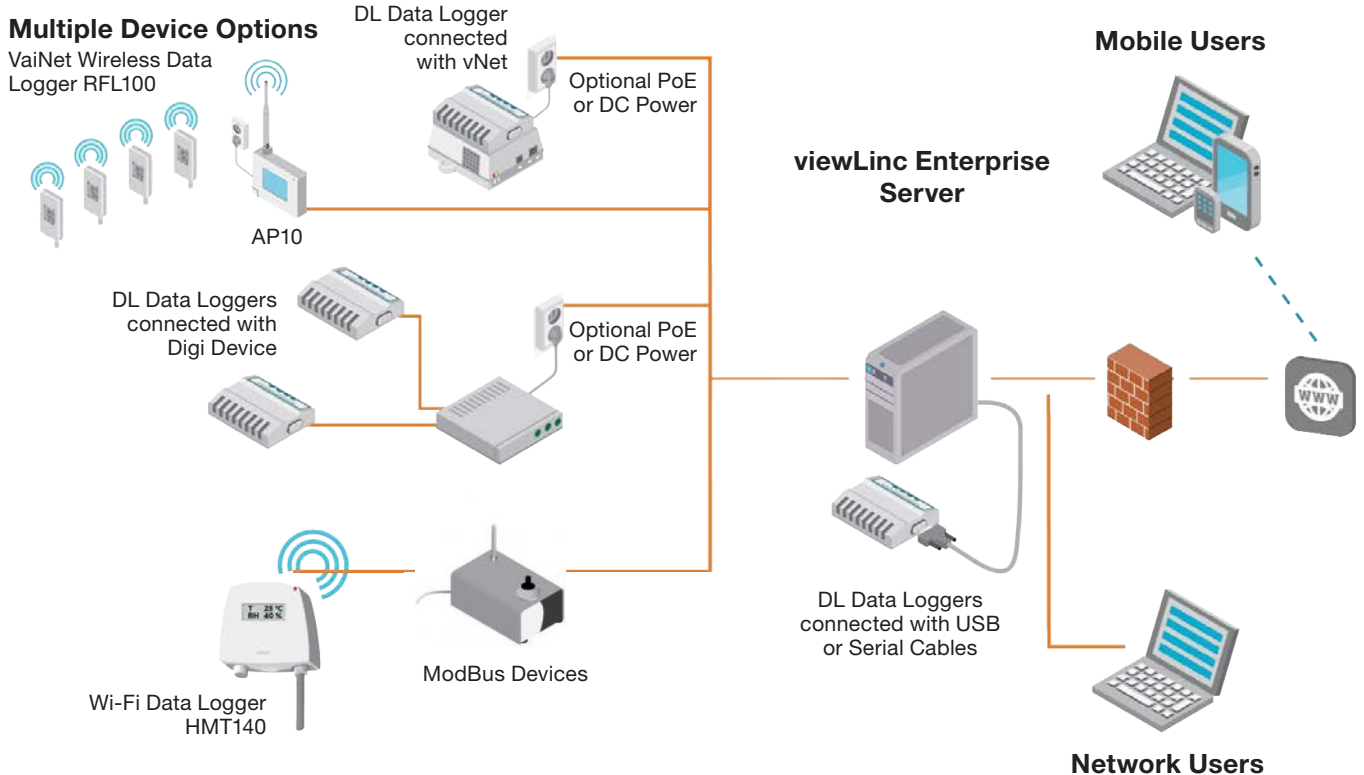 Multiple Device Options
VaiNet Wireless Data
Logger RFL100
DL Data Logger
connected
with vNet
Optional PoE
or DC Power
AP10
DL Data Loggers
connected with
Digi Device
Optional PoE
or DC Power
T 25 °C
RH 40 %
Wi-Fi Data Logger
HMT140
ModBus Devices
viewLinc Enterprise
Server
DL Data Loggers
connected with USB
or Serial Cables
Mobile Users
WWW
Network Users